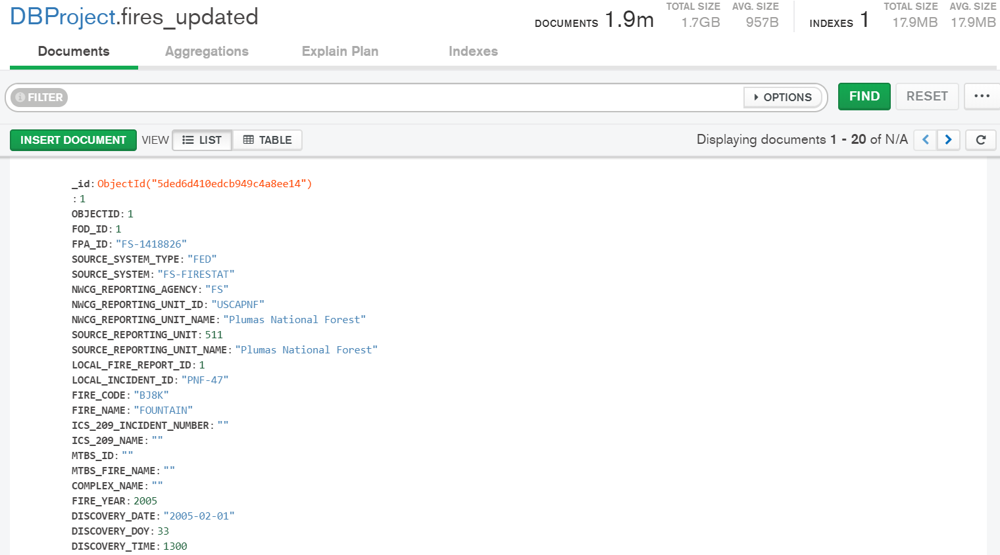 DBProject.fires_updated
DOCUMENTS 1.9m TOTAL SIZE 1.7GB AVG. SIZE 957B INDEXES 1 TOTAL SIZE 17.9MB AVG. SIZE 17.9MB
Documents Aggregations Explain Plan Indexes
FILTER OPTIONS FIND RESET ...
INSERT DOCUMENT VIEW LIST TABLE Displaying documents 1 - 20 of N/A
_id: ObjectId("5ded6d410edcb949c4a8ee14")
: 1
OBJECTID: 1
FOD_ID: 1
FPA_ID: "FS-1418826"
SOURCE_SYSTEM_TYPE: "FED"
SOURCE_SYSTEM: "FS-FIRESTAT"
NWCG_REPORTING_AGENCY: "FS"
NWCG_REPORTING_UNIT_ID: "USCAPNF"
NWCG_REPORTING_UNIT_NAME: "Plumas National Forest"
SOURCE_REPORTING_UNIT: 511
SOURCE_REPORTING_UNIT_NAME: "Plumas National Forest"
LOCAL_FIRE_REPORT_ID: 1
LOCAL_INCIDENT_ID: "PNF-47"
FIRE_CODE: "BJ8K"
FIRE_NAME: "FOUNTAIN"
ICS_209_INCIDENT_NUMBER: ""
ICS_209_NAME: ""
MTBS_ID: ""
MTBS_FIRE_NAME: ""
COMPLEX_NAME: ""
FIRE_YEAR: 2005
DISCOVERY_DATE: "2005-02-01"
DISCOVERY_DOY: 33
DISCOVERY_TIME: 1300